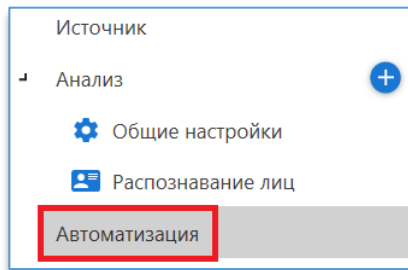 Источник
Анализ
Общие настройки
Распознавание лиц
Автоматизация